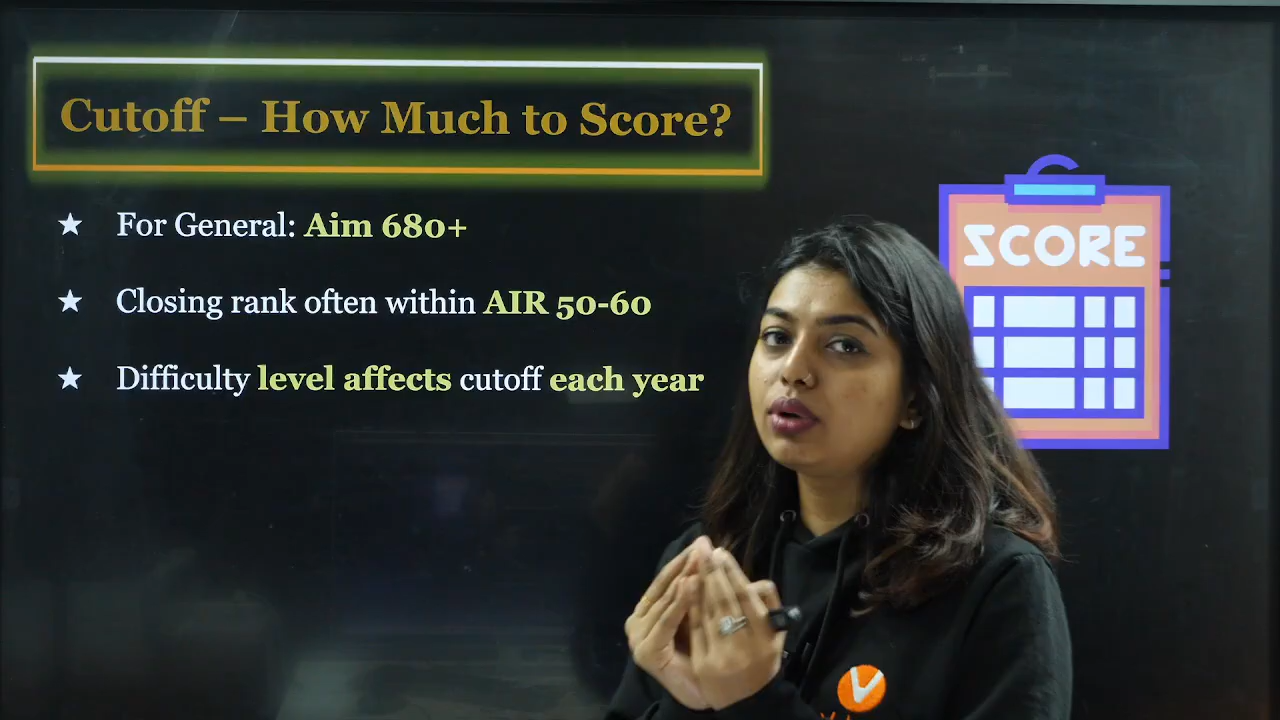 Cutoff – How Much to Score?
★ For General: Aim 680+
★ Closing rank often within AIR 50-60
★ Difficulty level affects cutoff each year
SCORE
V